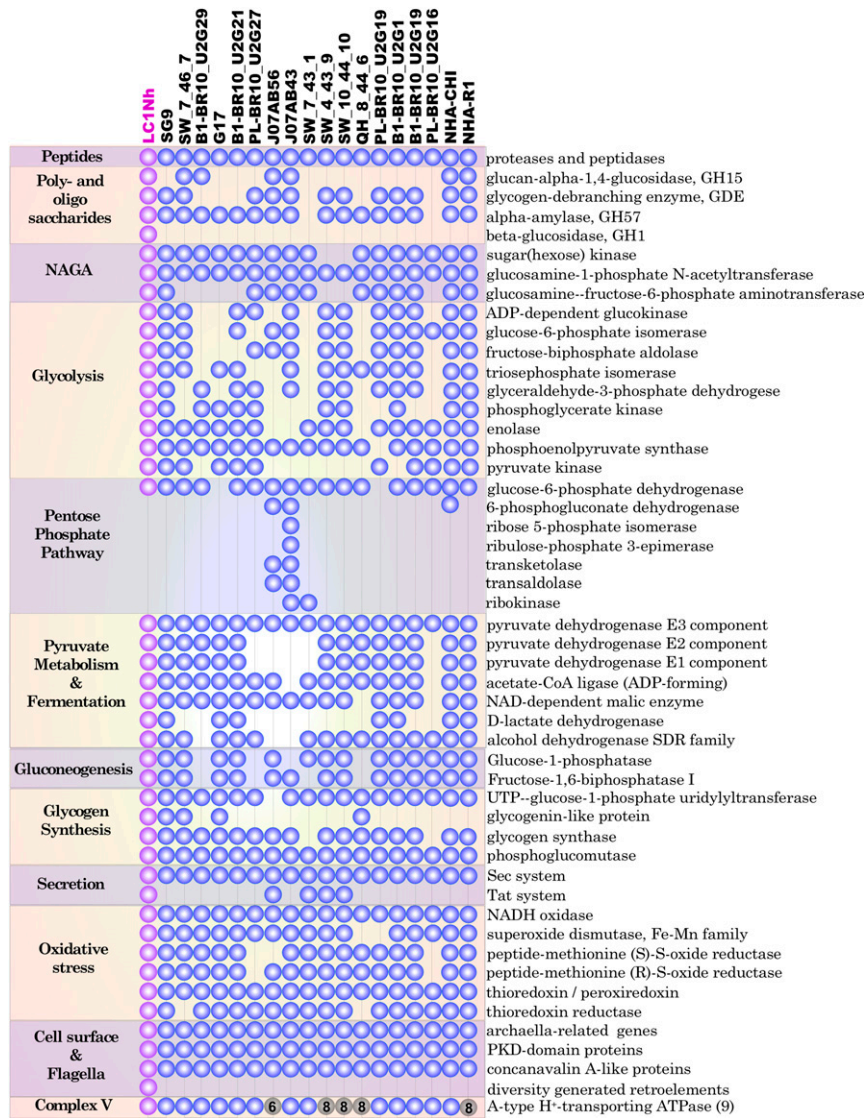 LC1Nh
SG9
SW_7_46_7
B1-BR10_U2G29
G17
B1-BR10_U2G21
PL-BR10_U2G27
J07AB56
J07AB43
SW_7_43_1
SW_4_43_9
SW_10_44_10
QH_8_44_6
PL-BR10_U2G19
B1-BR10_U2G1
B1-BR10_U2G19
PL-BR10_U2G16
NHA-CHI
NHA-R1
Peptides
proteases and peptidases
Poly- and
oligo
saccharides
glucan-alpha-1,4-glucosidase, GH15
glycogen-debranching enzyme, GDE
alpha-amylase, GH57
beta-glucosidase, GH1
NAGA
sugar(hexose) kinase
glucosamine-1-phosphate N-acetyltransferase
glucosamine--fructose-6-phosphate aminotransferase
Glycolysis
ADP-dependent glucokinase
glucose-6-phosphate isomerase
fructose-biphosphate aldolase
triosephosphate isomerase
glyceraldehyde-3-phosphate dehydrogese
phosphoglycerate kinase
enolase
phosphoenolpyruvate synthase
pyruvate kinase
Pentose
Phosphate
Pathway
glucose-6-phosphate dehydrogenase
6-phosphogluconate dehydrogenase
ribose 5-phosphate isomerase
ribulose-phosphate 3-epimerase
transketolase
transaldolase
ribokinase
Pyruvate
Metabolism
&
Fermentation
pyruvate dehydrogenase E3 component
pyruvate dehydrogenase E2 component
pyruvate dehydrogenase E1 component
acetate-CoA ligase (ADP-forming)
NAD-dependent malic enzyme
D-lactate dehydrogenase
alcohol dehydrogenase SDR family
Gluconeogenesis
Glucose-1-phosphatase
Fructose-1,6-biphosphatase I
Glycogen
Synthesis
UTP--glucose-1-phosphate uridylyltransferase
glycogenin-like protein
glycogen synthase
phosphoglucomutase
Secretion
Sec system
Tat system
Oxidative
stress
NADH oxidase
superoxide dismutase, Fe-Mn family
peptide-methionine (S)-S-oxide reductase
peptide-methionine (R)-S-oxide reductase
thioredoxin / peroxiredoxin
thioredoxin reductase
Cell surface
&
Flagella
archaella-related genes
PKD-domain proteins
concanavalin A-like proteins
diversity generated retroelements
Complex V
6 8 8 8 8
A-type H⁺-transporting ATPase (9)